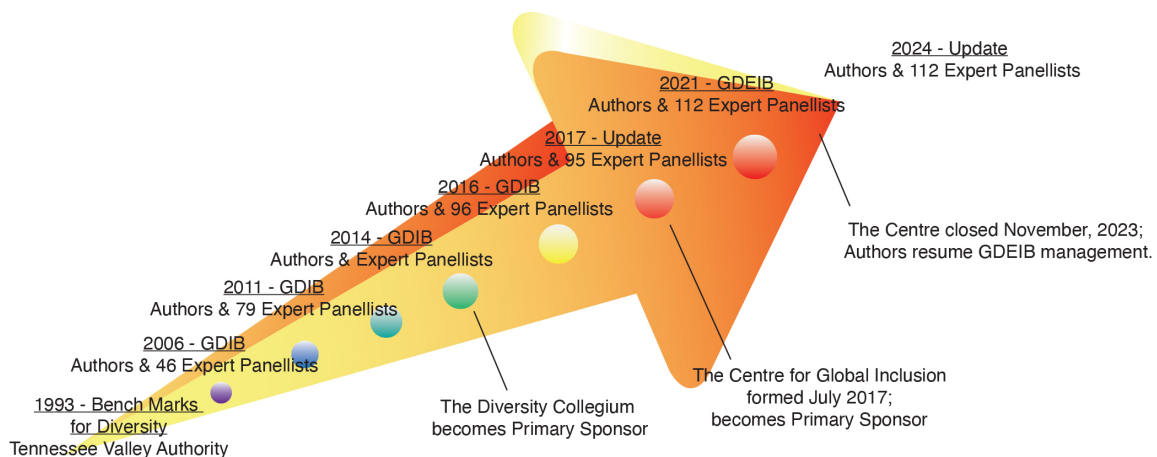 2024 - Update
Authors & 112 Expert Panellists
2021 - GDEIB
Authors & 112 Expert Panellists
2017 - Update
Authors & 95 Expert Panellists
2016 - GDIB
Authors & 96 Expert Panellists
2014 - GDIB
Authors & Expert Panellists
2011 - GDIB
Authors & 79 Expert Panellists
2006 - GDIB
Authors & 46 Expert Panellists
1993 - Bench Marks
for Diversity
Tennessee Valley Authority
The Diversity Collegium
becomes Primary Sponsor
The Centre for Global Inclusion
formed July 2017;
becomes Primary Sponsor
The Centre closed November, 2023;
Authors resume GDEIB management.